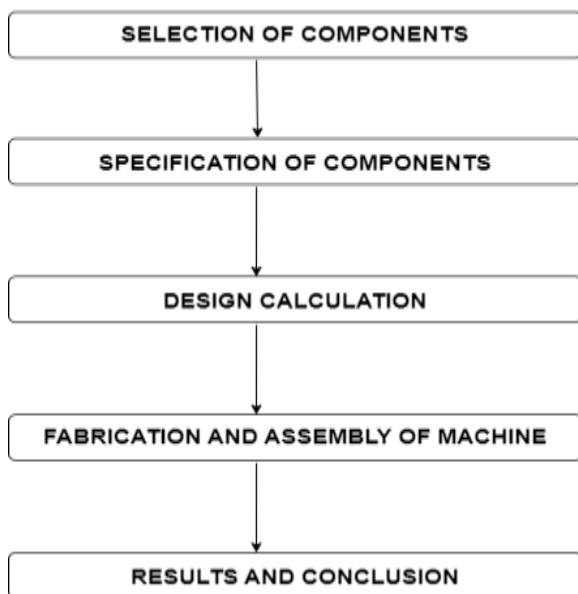 SELECTION OF COMPONENTS
SPECIFICATION OF COMPONENTS
DESIGN CALCULATION
FABRICATION AND ASSEMBLY OF MACHINE
RESULTS AND CONCLUSION